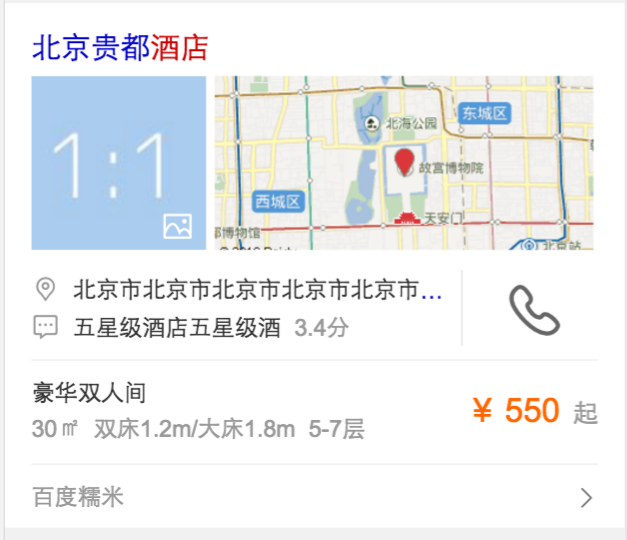 北京贵都酒店
1:1
北海公园
东城区
故宫博物院
西城区
天安门
都博物馆
北京站
北京市北京市北京市北京市北京市...
五星级酒店五星级酒 3.4分
豪华双人间
¥ 550 起
30㎡ 双床1.2m/大床1.8m 5-7层
百度糯米